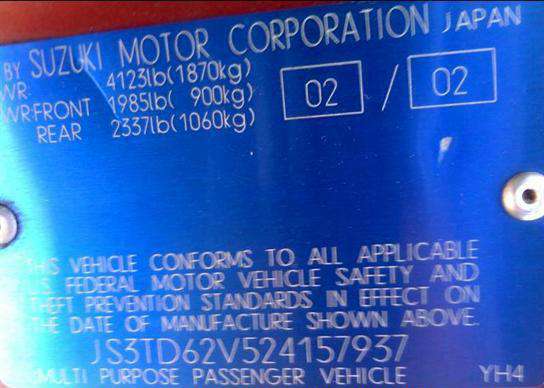 BY SUZUKI MOTOR CORPORATION JAPAN
WR: 4123lb(1870kg)
WR:FRONT 1985lb( 900kg) 02 / 02
REAR 2337lb(1060kg)
THIS VEHICLE CONFORMS TO ALL APPLICABLE
U.S. FEDERAL MOTOR VEHICLE SAFETY AND
THEFT PREVENTION STANDARDS IN EFFECT ON
THE DATE OF MANUFACTURE SHOWN ABOVE.
JS3TD62V524157937
MULTI PURPOSE PASSENGER VEHICLE YH4